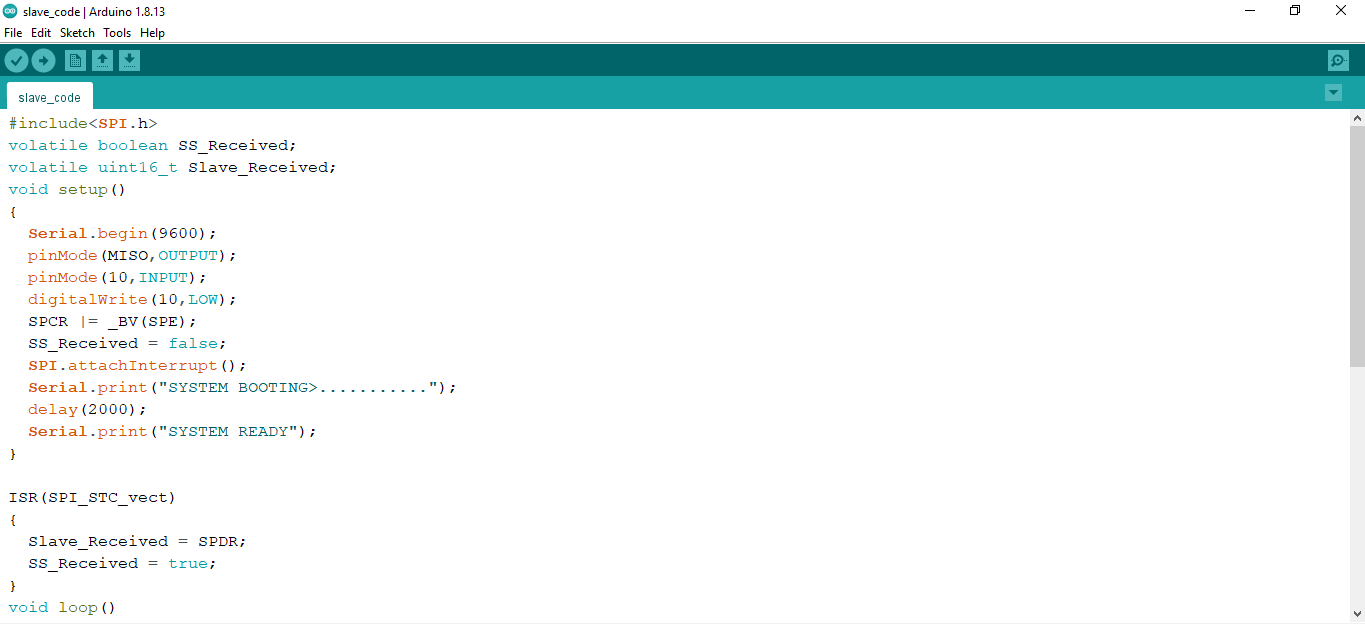 slave_code | Arduino 1.8.13
File Edit Sketch Tools Help
slave_code
#include<SPI.h>
volatile boolean SS_Received;
volatile uint16_t Slave_Received;
void setup()
{
  Serial.begin(9600);
  pinMode(MISO,OUTPUT);
  pinMode(10,INPUT);
  digitalWrite(10,LOW);
  SPCR |= _BV(SPE);
  SS_Received = false;
  SPI.attachInterrupt();
  Serial.print("SYSTEM BOOTING>...........");
  delay(2000);
  Serial.print("SYSTEM READY");
}

ISR(SPI_STC_vect)
{
  Slave_Received = SPDR;
  SS_Received = true;
}
void loop()